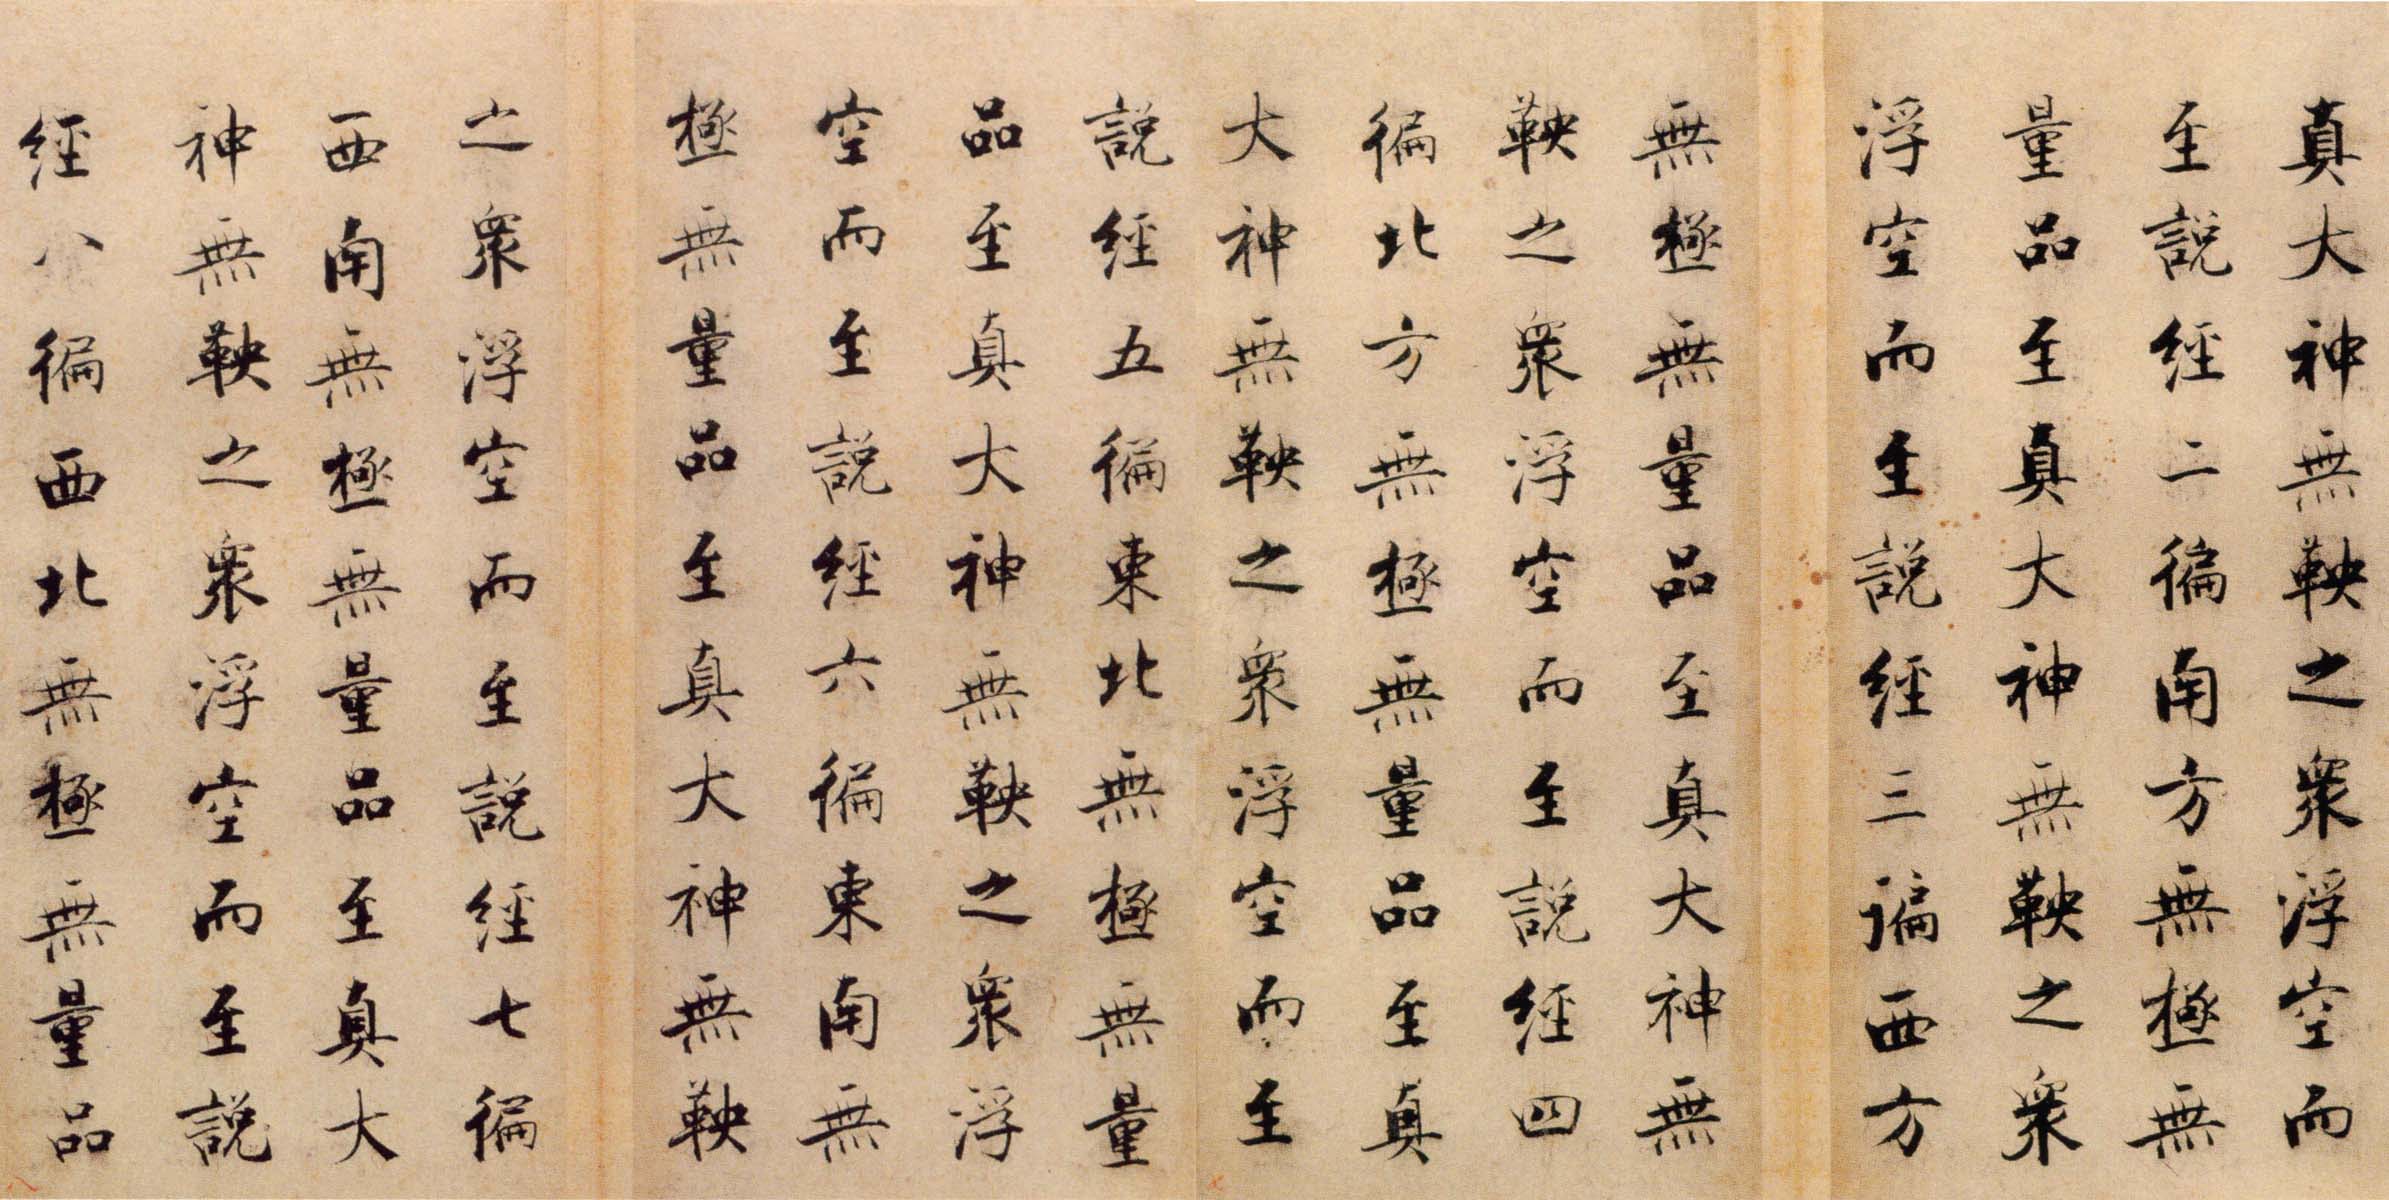 真大神無鞅之衆浮空而
至説經二徧南方無極無
量品至真大神無鞅之衆
浮空而至説經三遍西方
無極無量品至真大神無
鞅之衆浮空而至説經四
徧北方無極無量品至真
大神無鞅之衆浮空而至
説經五徧東北無極無量
品至真大神無鞅之衆浮
空而至説經六徧東南無
極無量品至真大神無鞅
之衆浮空而至説經七徧
西南無極無量品至真大
神無鞅之衆浮空而至説
經八徧西北無極無量品